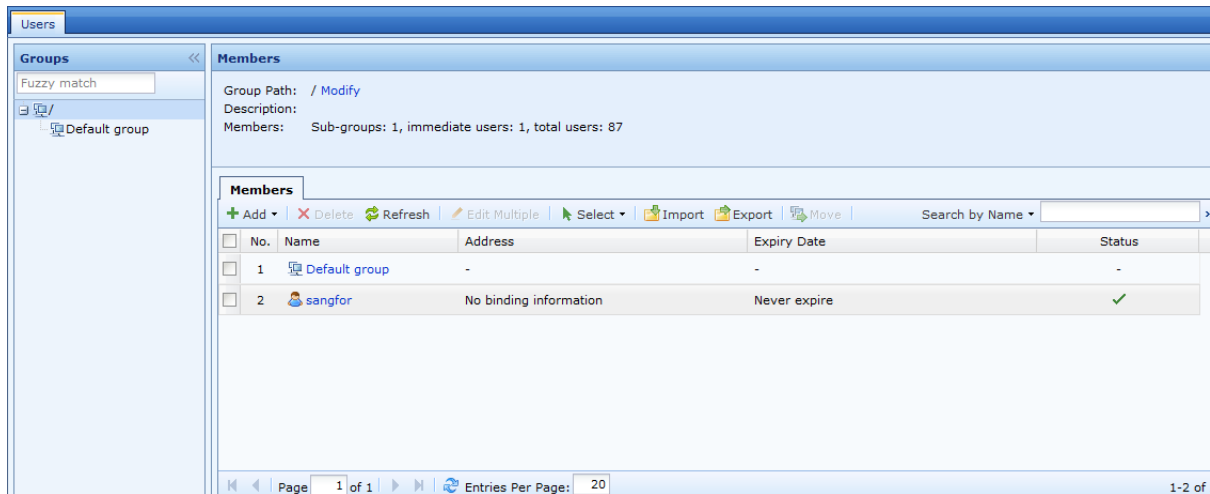 Users
Groups
Fuzzy match
/
Default group
Members
Group Path: / Modify
Description:
Members: Sub-groups: 1, immediate users: 1, total users: 87
Members
Add Delete Refresh Edit Multiple Select Import Export Move Search by Name
No. Name Address Expiry Date Status
1 Default group - - -
2 sangfor No binding information Never expire
Page 1 of 1 Entries Per Page: 20 1-2 of